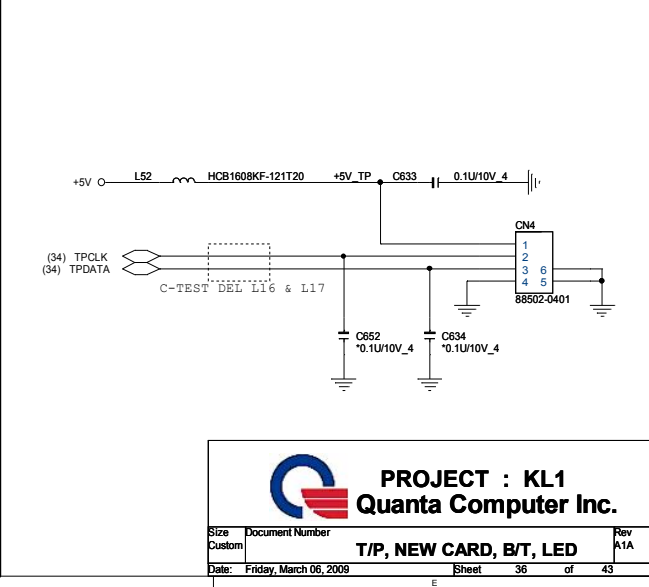 +5V L52 HCB1608KF-121T20 +5V_TP C633 0.1U/10V_4
CN4
(34) TPCLK
(34) TPDATA
1
2
3 6
4 5
C-TEST DEL L16 & L17
88502-0401
C652
*0.1U/10V_4
C634
*0.1U/10V_4
PROJECT : KL1
Quanta Computer Inc.
Size Document Number Rev
Custom T/P, NEW CARD, B/T, LED A1A
Date: Friday, March 06, 2009 Sheet 36 of 43
E